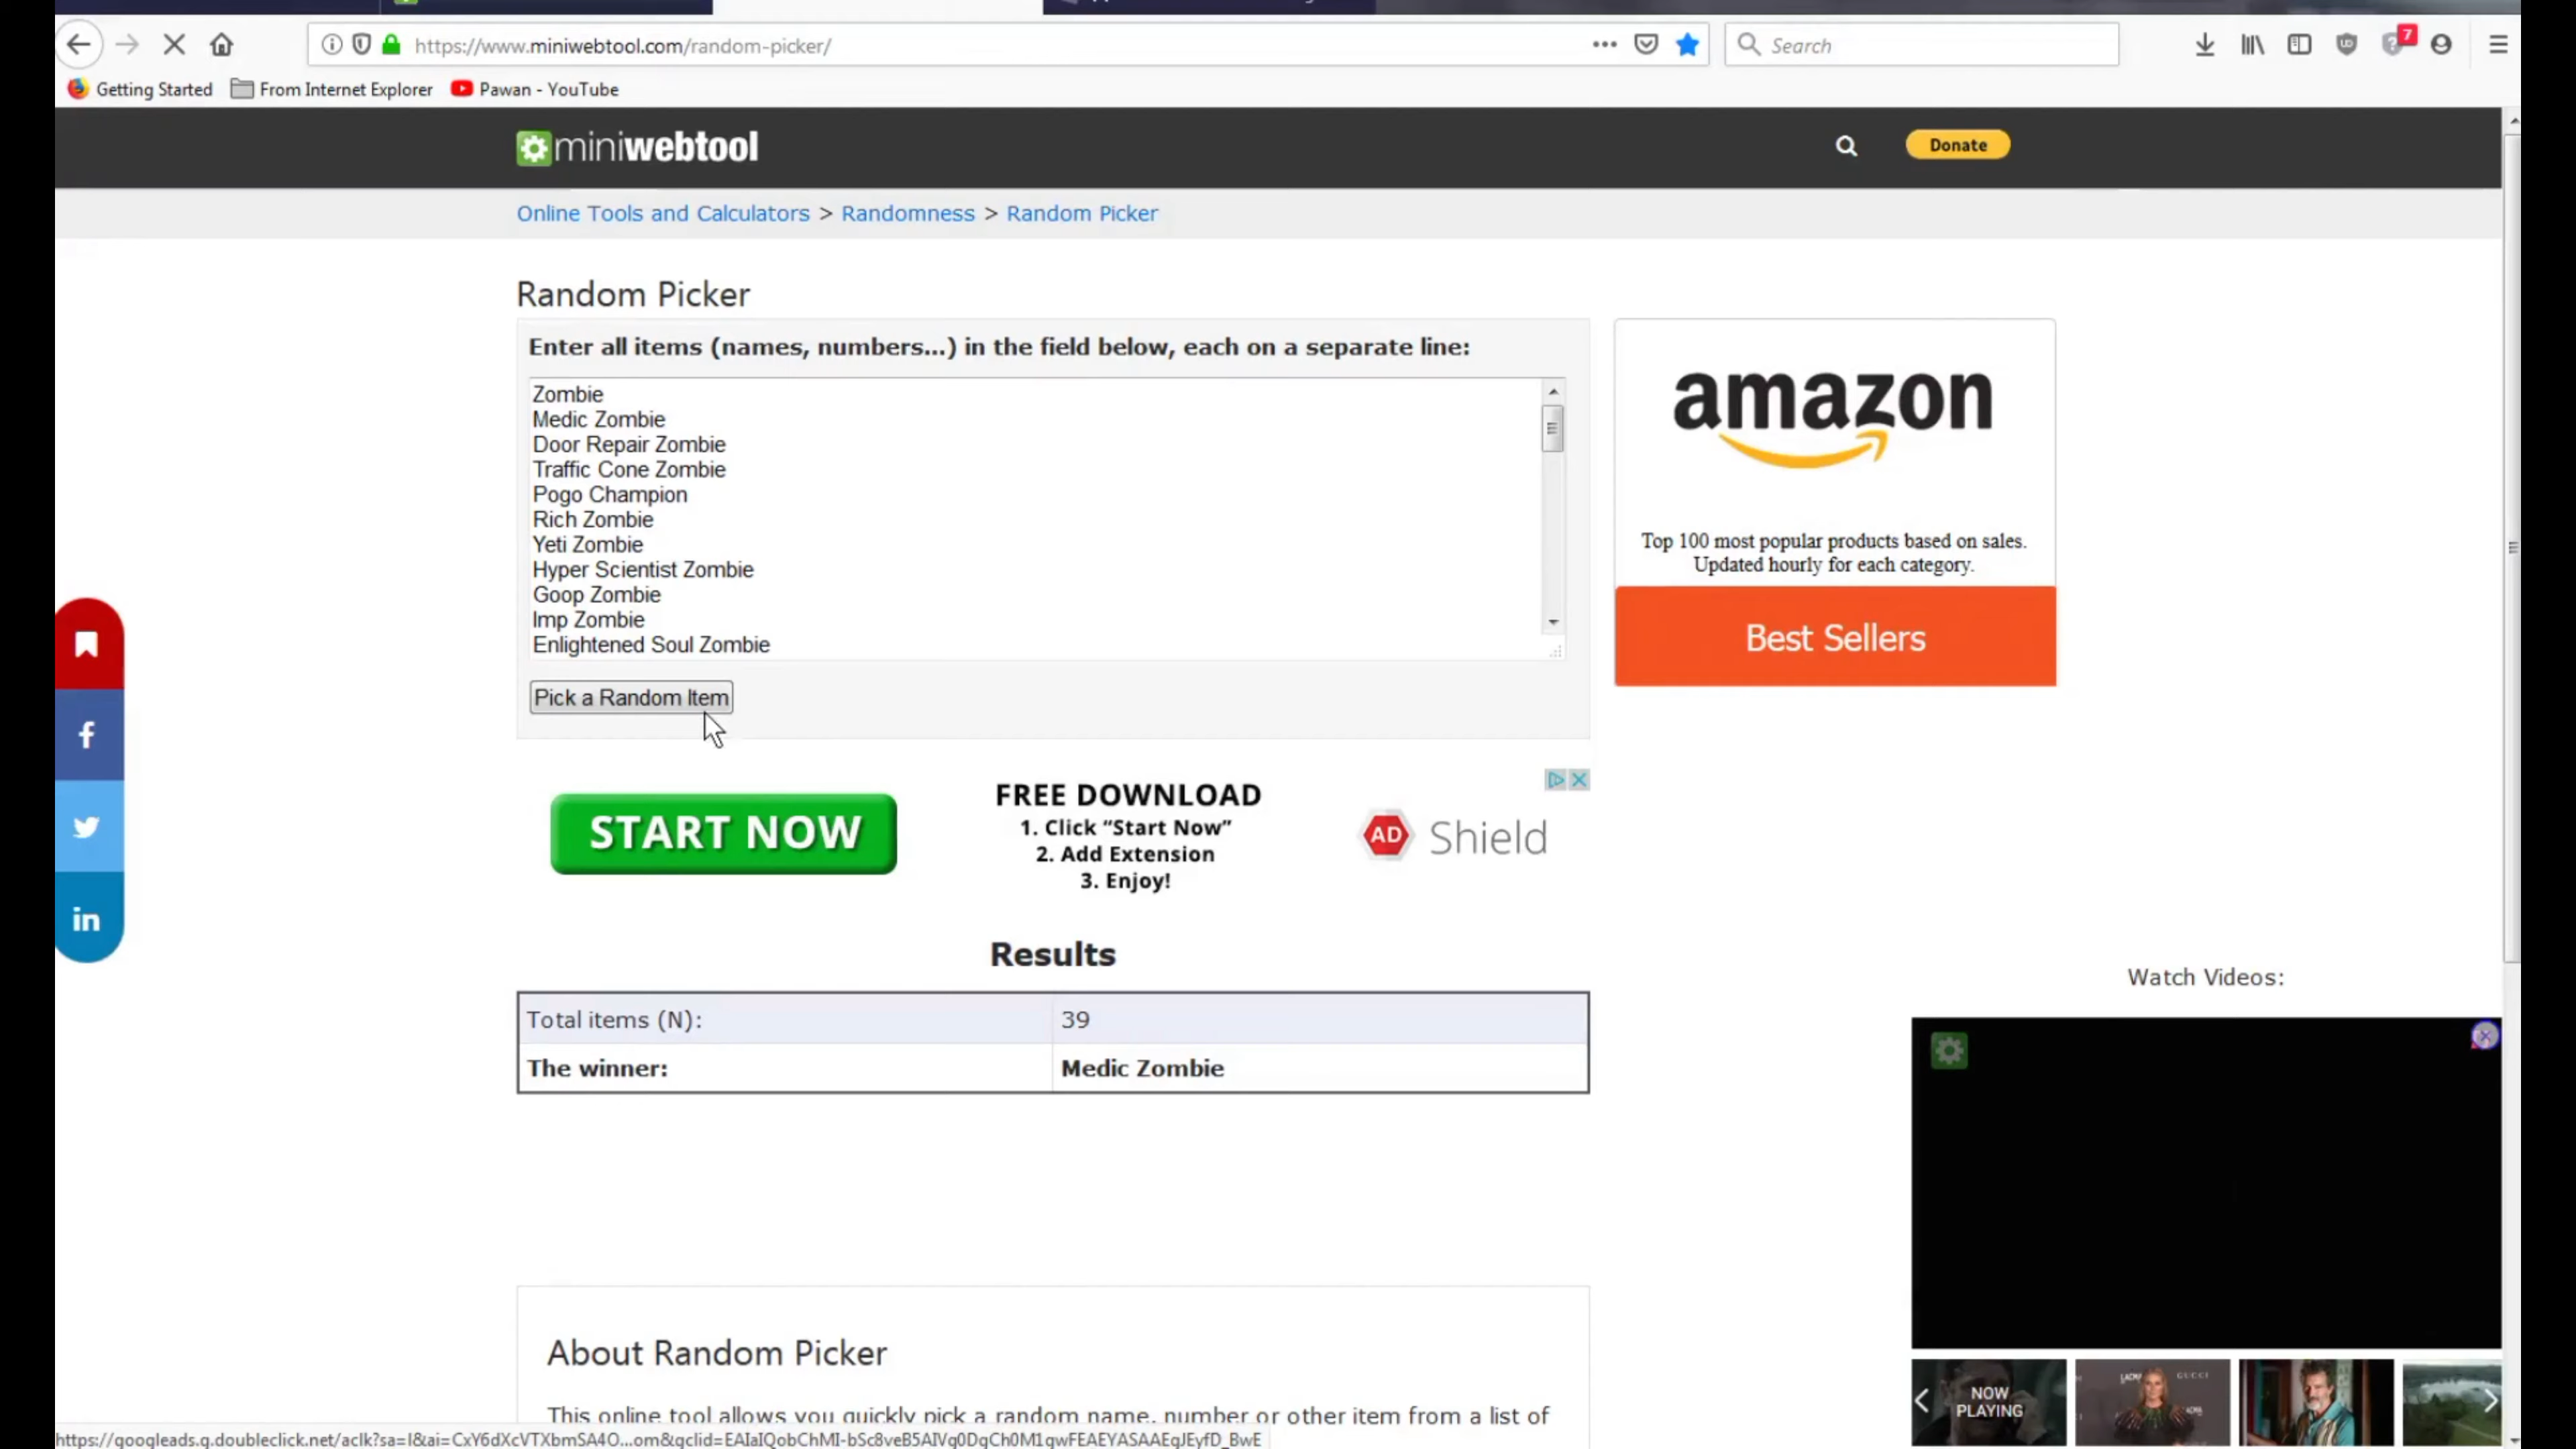 https://www.miniwebtool.com/random-picker/
Search
7
Getting Started
From Internet Explorer
Pawan - YouTube
miniwebtool
Donate
Online Tools and Calculators > Randomness > Random Picker
Random Picker
Enter all items (names, numbers...) in the field below, each on a separate line:
Zombie
Medic Zombie
Door Repair Zombie
Traffic Cone Zombie
Pogo Champion
Rich Zombie
Yeti Zombie
Hyper Scientist Zombie
Goop Zombie
Imp Zombie
Enlightened Soul Zombie
Pick a Random Item
amazon
Top 100 most popular products based on sales.
Updated hourly for each category.
Best Sellers
START NOW
FREE DOWNLOAD
1. Click “Start Now”
2. Add Extension
3. Enjoy!
AD Shield
Results
Total items (N): 39
The winner: Medic Zombie
Watch Videos:
NOW
PLAYING
GUCCI
About Random Picker
This online tool allows you quickly pick a random name, number or other item from a list of